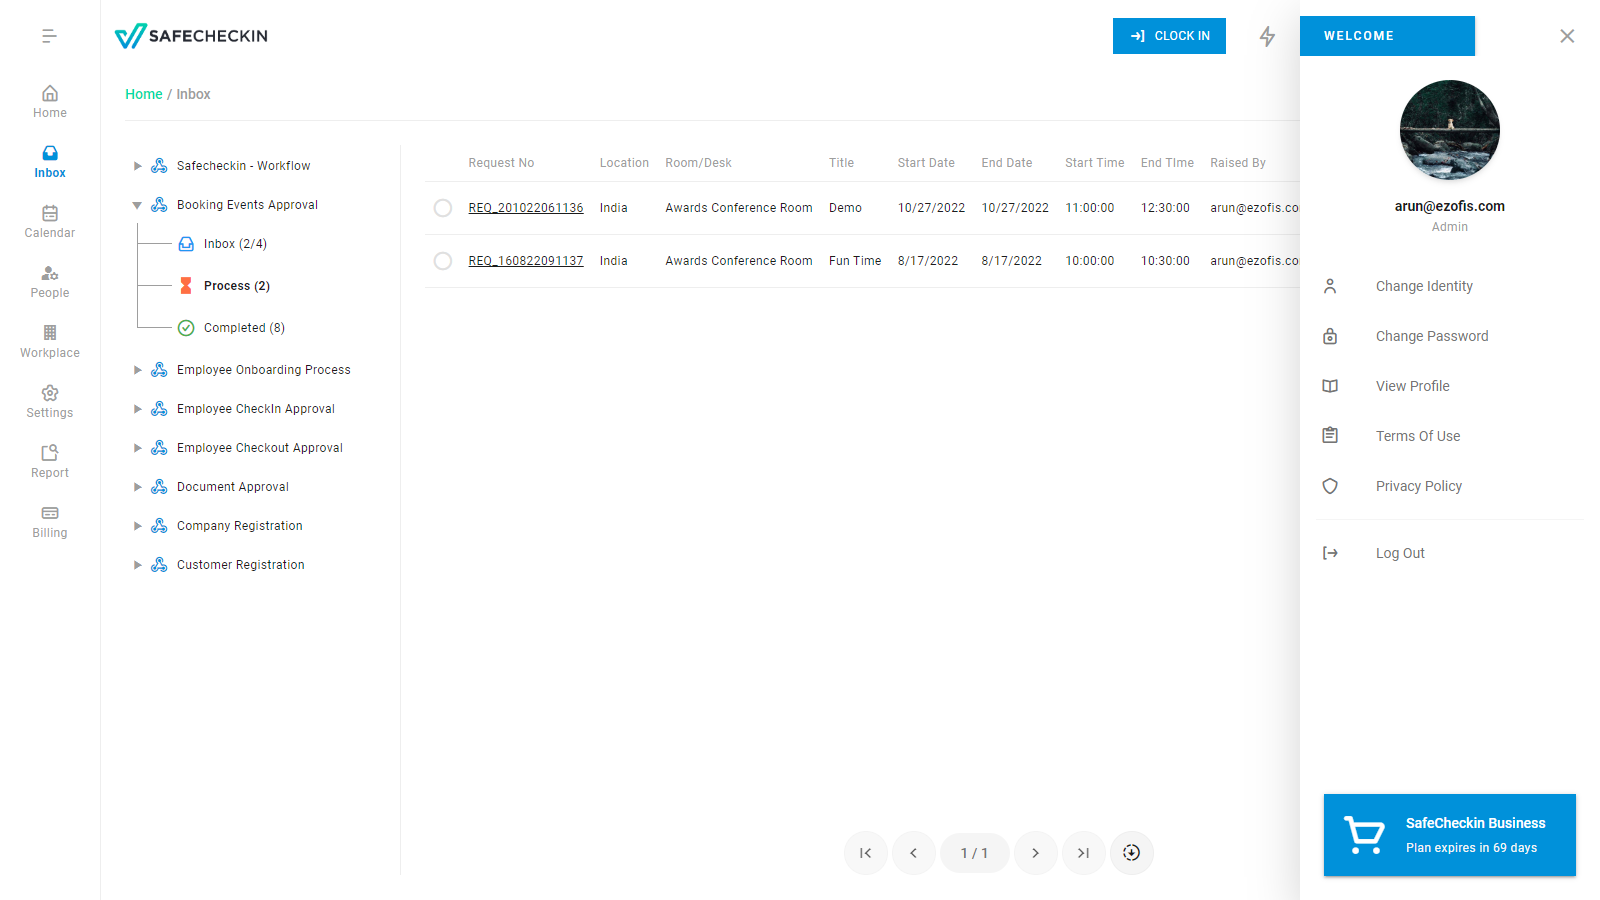 SAFECHECKIN
CLOCK IN
WELCOME
Home
Inbox
Calendar
People
Workplace
Settings
Report
Billing
Home / Inbox
Safecheckin - Workflow
Booking Events Approval
Inbox (2/4)
Process (2)
Completed (8)
Employee Onboarding Process
Employee CheckIn Approval
Employee Checkout Approval
Document Approval
Company Registration
Customer Registration
Request No Location Room/Desk Title Start Date End Date Start Time End TIme Raised By
REQ_201022061136 India Awards Conference Room Demo 10/27/2022 10/27/2022 11:00:00 12:30:00 arun@ezofis.co
REQ_160822091137 India Awards Conference Room Fun Time 8/17/2022 8/17/2022 10:00:00 10:30:00 arun@ezofis.co
1 / 1
arun@ezofis.com
Admin
Change Identity
Change Password
View Profile
Terms Of Use
Privacy Policy
Log Out
SafeCheckin Business
Plan expires in 69 days